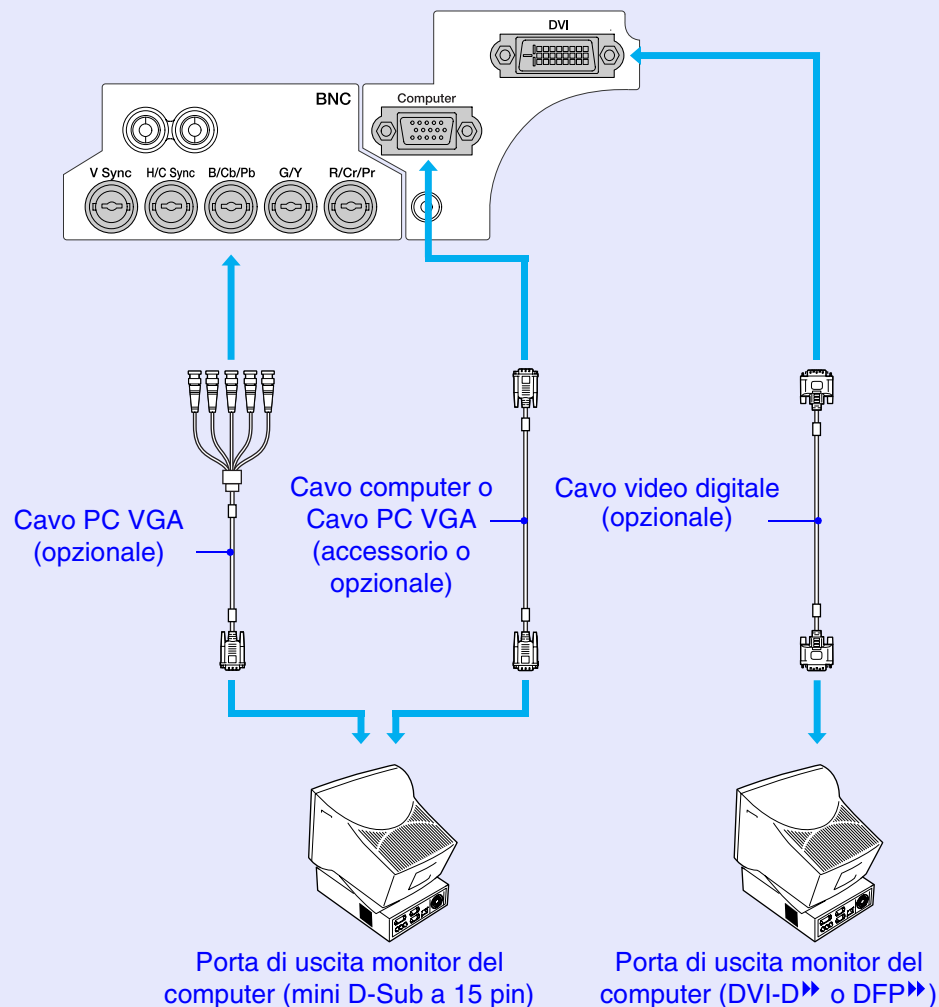 DVI
BNC
Computer
V Sync H/C Sync B/Cb/Pb G/Y R/Cr/Pr
Cavo PC VGA
(opzionale)
Cavo computer o
Cavo PC VGA
(accessorio o
opzionale)
Cavo video digitale
(opzionale)
Porta di uscita monitor del
computer (mini D-Sub a 15 pin)
Porta di uscita monitor del
computer (DVI-D o DFP)